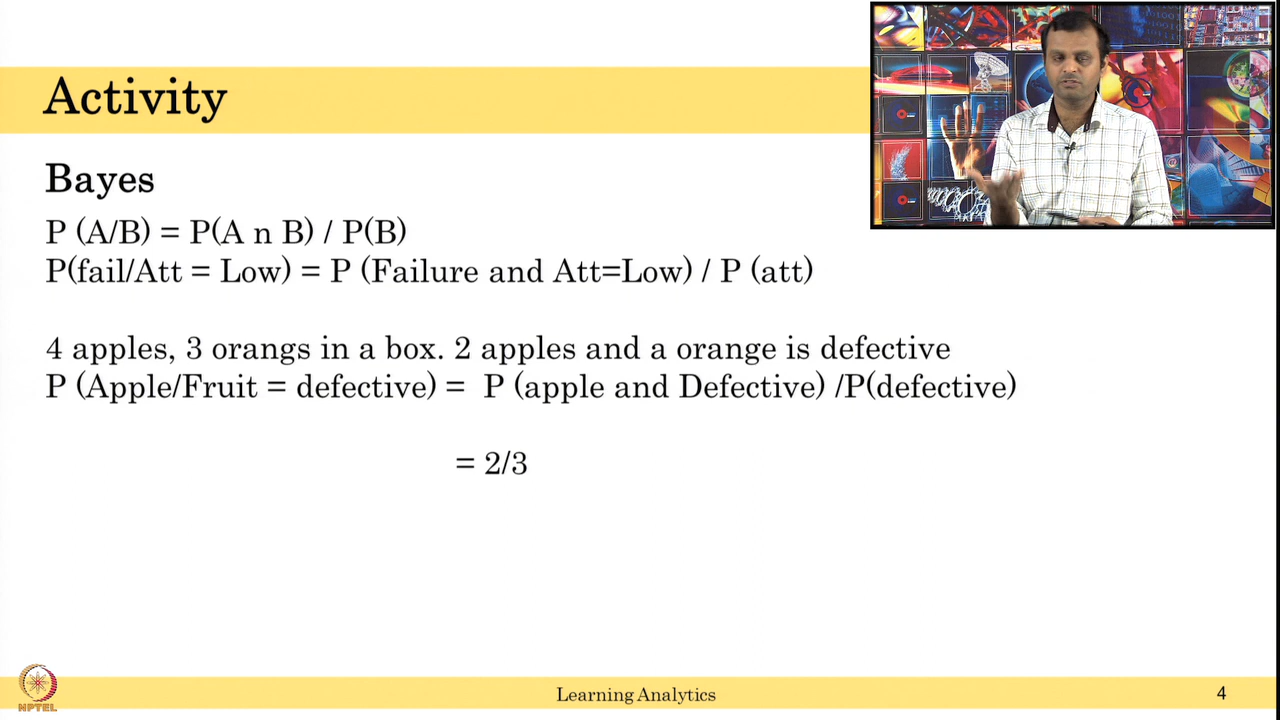 Activity
Bayes
P (A/B) = P(A n B) / P(B)
P(fail/Att = Low) = P (Failure and Att=Low) / P (att)
4 apples, 3 orangs in a box. 2 apples and a orange is defective
P (Apple/Fruit = defective) = P (apple and Defective) /P(defective)
= 2/3
NPTEL
Learning Analytics
4